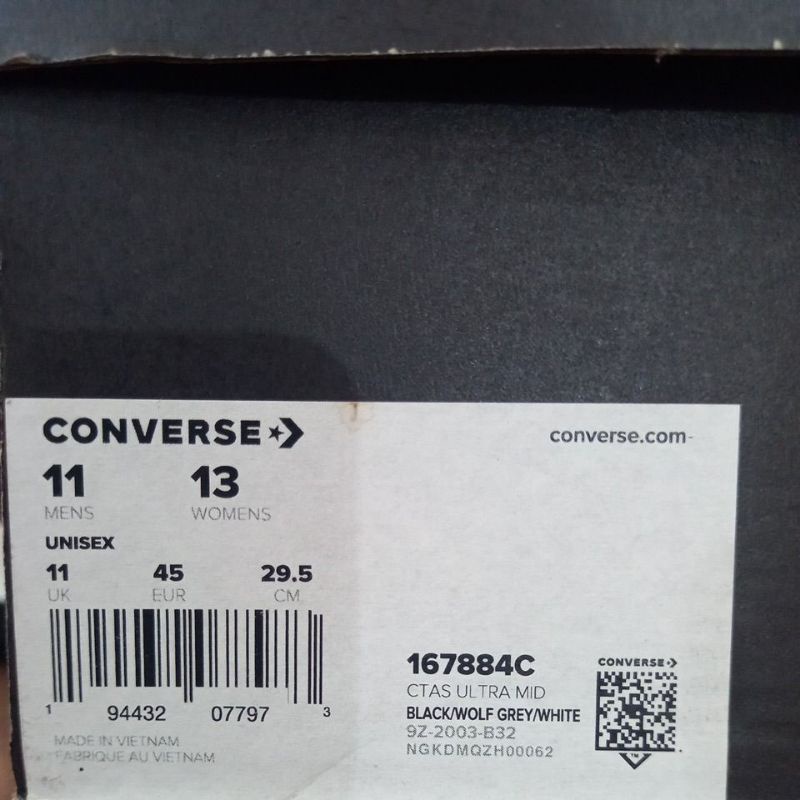 CONVERSE
converse.com
11 13
MENS WOMENS
UNISEX
11 45 29.5
UK EUR CM
1 94432 07797 3
MADE IN VIETNAM
FABRIQUE AU VIETNAM
167884C
CTAS ULTRA MID
BLACK/WOLF GREY/WHITE
9Z-2003-B32
NGKDMQZH00062
CONVERSE